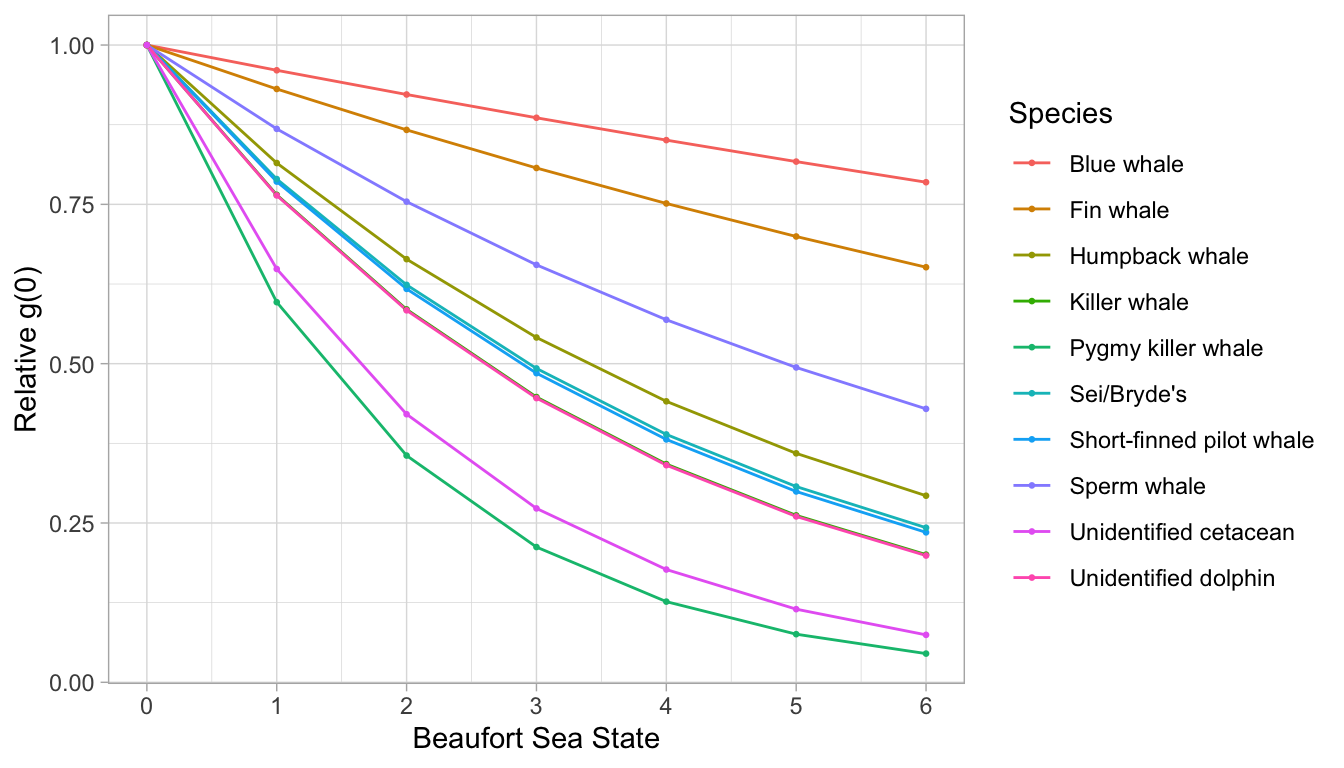 Relative g(0)
1.00
0.75
0.50
0.25
0.00
0 1 2 3 4 5 6
Beaufort Sea State
Species
Blue whale
Fin whale
Humpback whale
Killer whale
Pygmy killer whale
Sei/Bryde's
Short-finned pilot whale
Sperm whale
Unidentified cetacean
Unidentified dolphin